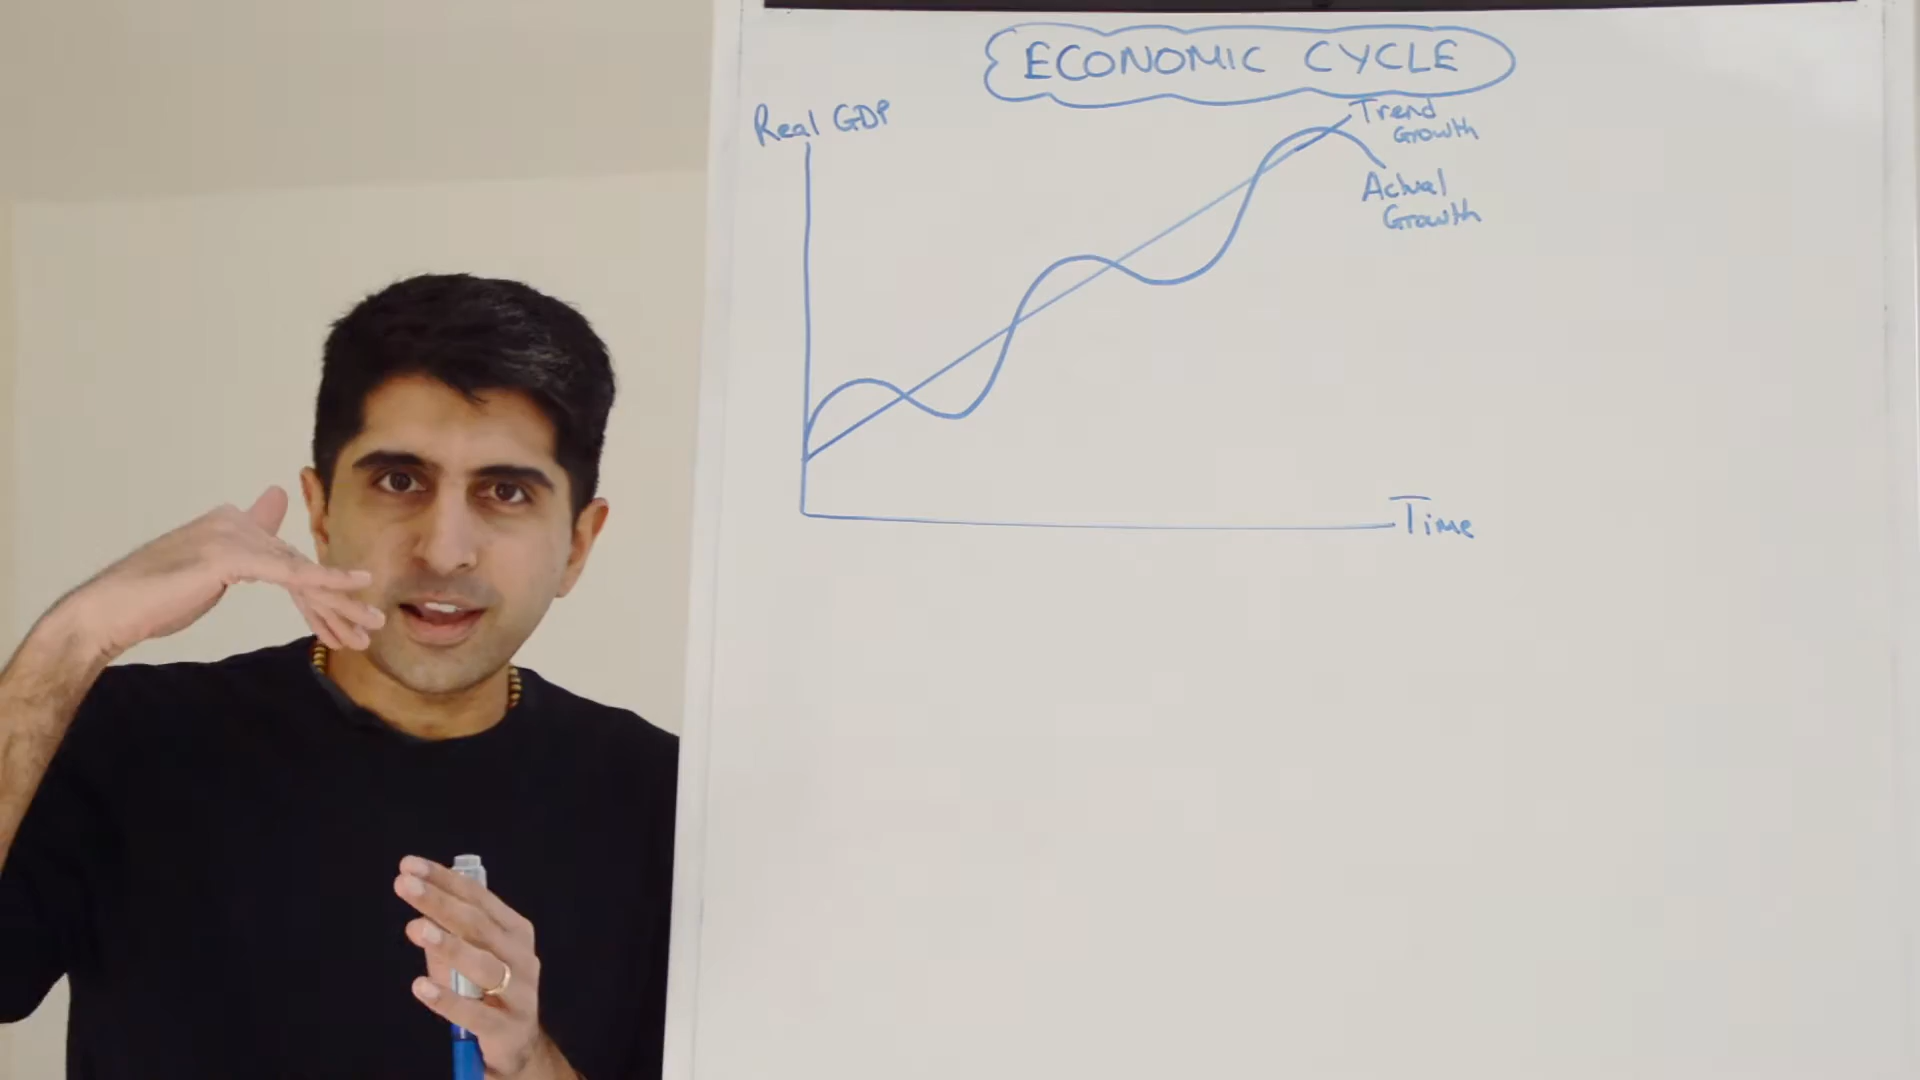 ECONOMIC CYCLE
Real GDP
Trend
Growth
Actual
Growth
Time